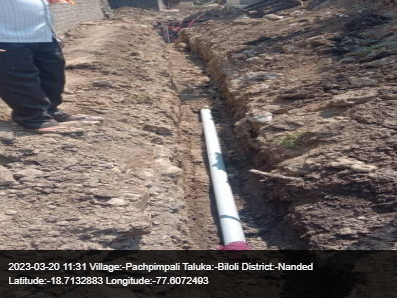 2023-03-20 11:31 Village:-Pachpimpali Taluka:-Biloli District:-Nanded
Latitude:-18.7132883 Longitude:-77.6072493